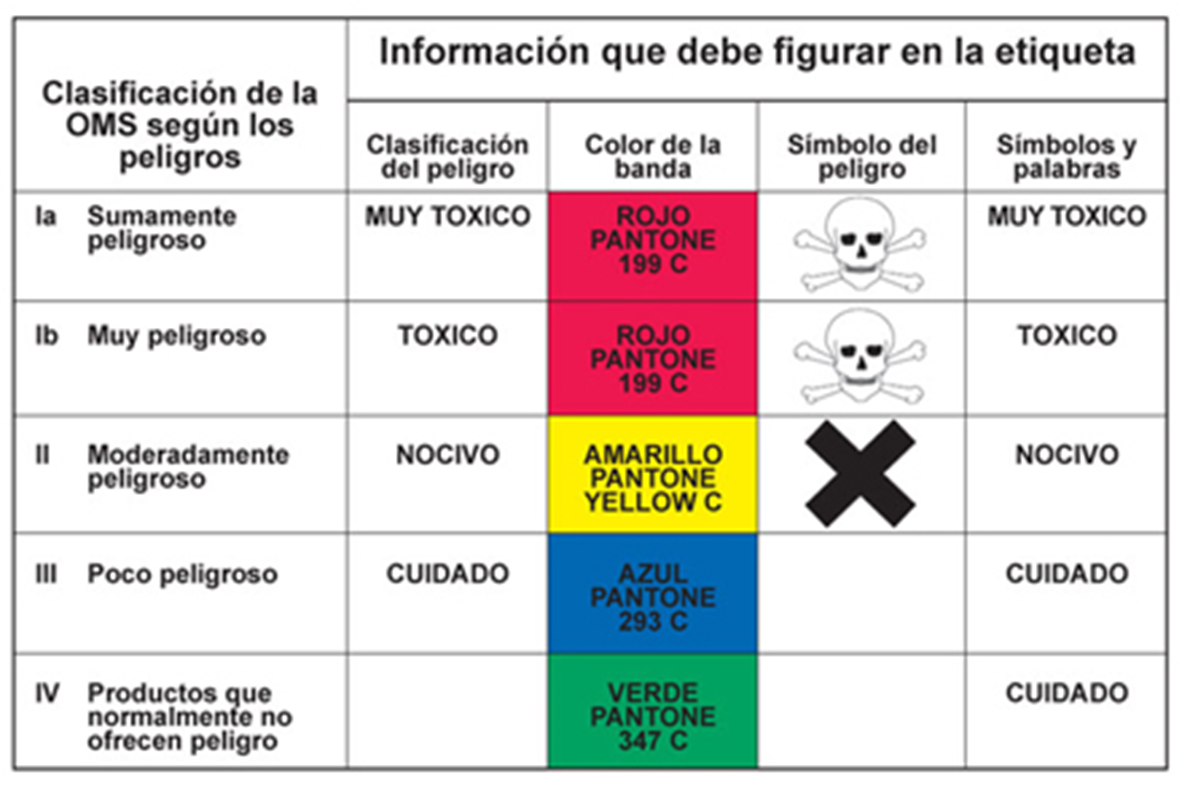 Clasificación de la
OMS según los
peligros
Información que debe figurar en la etiqueta
Clasificación
del peligro
Color de la
banda
Símbolo del
peligro
Símbolos y
palabras
Ia Sumamente
peligroso
MUY TOXICO
ROJO
PANTONE
199 C
MUY TOXICO
Ib Muy peligroso
TOXICO
ROJO
PANTONE
199 C
TOXICO
II Moderadamente
peligroso
NOCIVO
AMARILLO
PANTONE
YELLOW C
NOCIVO
III Poco peligroso
CUIDADO
AZUL
PANTONE
293 C
CUIDADO
IV Productos que
normalmente no
ofrecen peligro
VERDE
PANTONE
347 C
CUIDADO